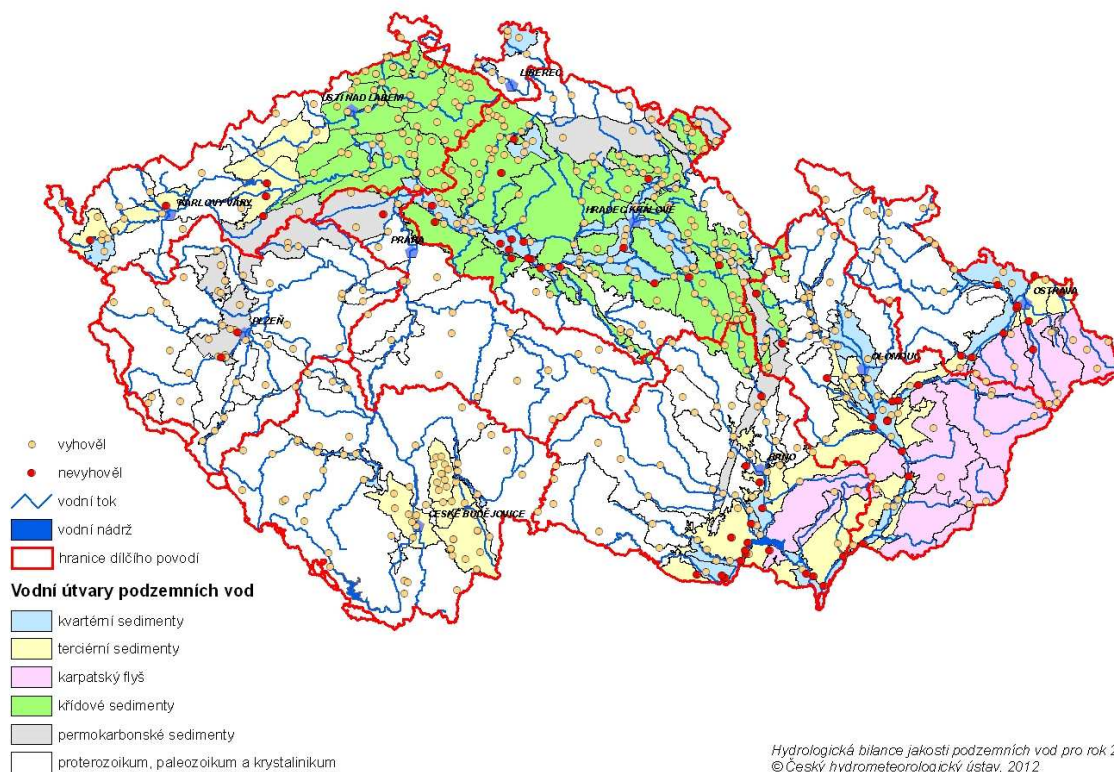 LIBEREC
ÚSTÍ NAD LABEM
KARLOVY VARY
HRADEC KRÁLOVÉ
PRAHA
OSTRAVA
PLZEŇ
OLOMOUC
BRNO
ČESKÉ BUDĚJOVICE
vyhověl
nevyhověl
vodní tok
vodní nádrž
hranice dílčího povodí
Vodní útvary podzemních vod
kvartérní sedimenty
terciérní sedimenty
karpatský flyš
křídové sedimenty
permokarbonské sedimenty
proterozoikum, paleozoikum a krystalinikum
Hydrologická bilance jakosti podzemních vod pro rok 2
© Český hydrometeorologický ústav, 2012